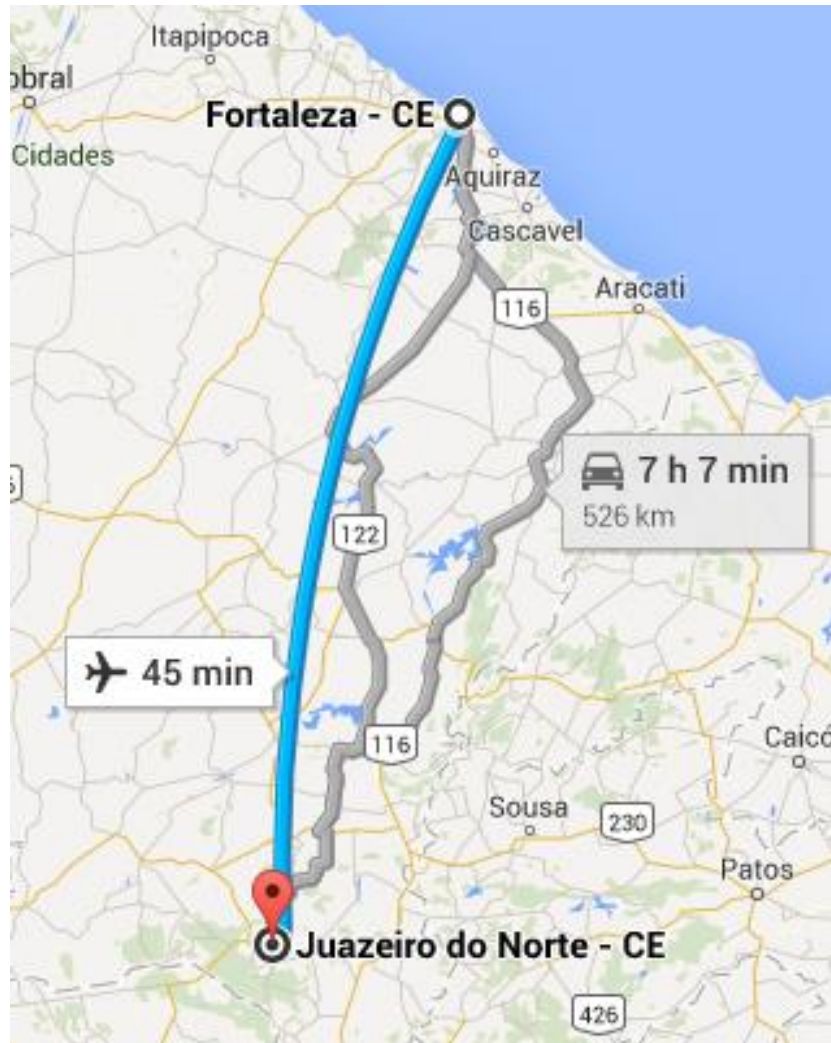 Itapipoca
obral
Fortaleza - CE
Cidades
Aquiraz
Cascavel
Aracati
116
7 h 7 min
526 km
122
45 min
116
Caicó
Sousa
230
Patos
Juazeiro do Norte - CE
426